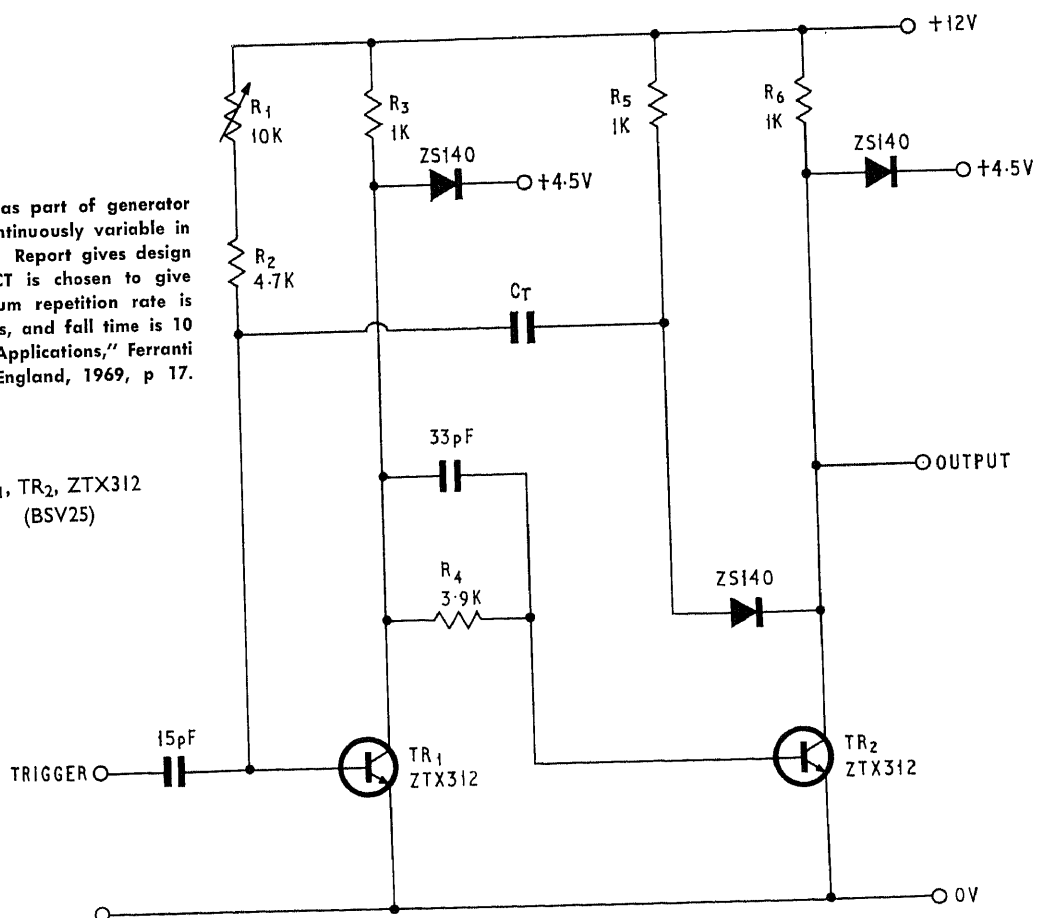 +12V
R1
10K
R3
1K
R5
1K
R6
1K
ZS140
+4·5V
ZS140
+4·5V
as part of generator
continuously variable in
Report gives design
CT is chosen to give
repetition rate is
and fall time is 10
Applications," Ferranti
England, 1969, p 17.
R2
4·7K
CT
33pF
OUTPUT
TR2, ZTX312
(BSV25)
R4
3·9K
ZS140
15pF
TRIGGER
TR1
ZTX312
TR2
ZTX312
0V